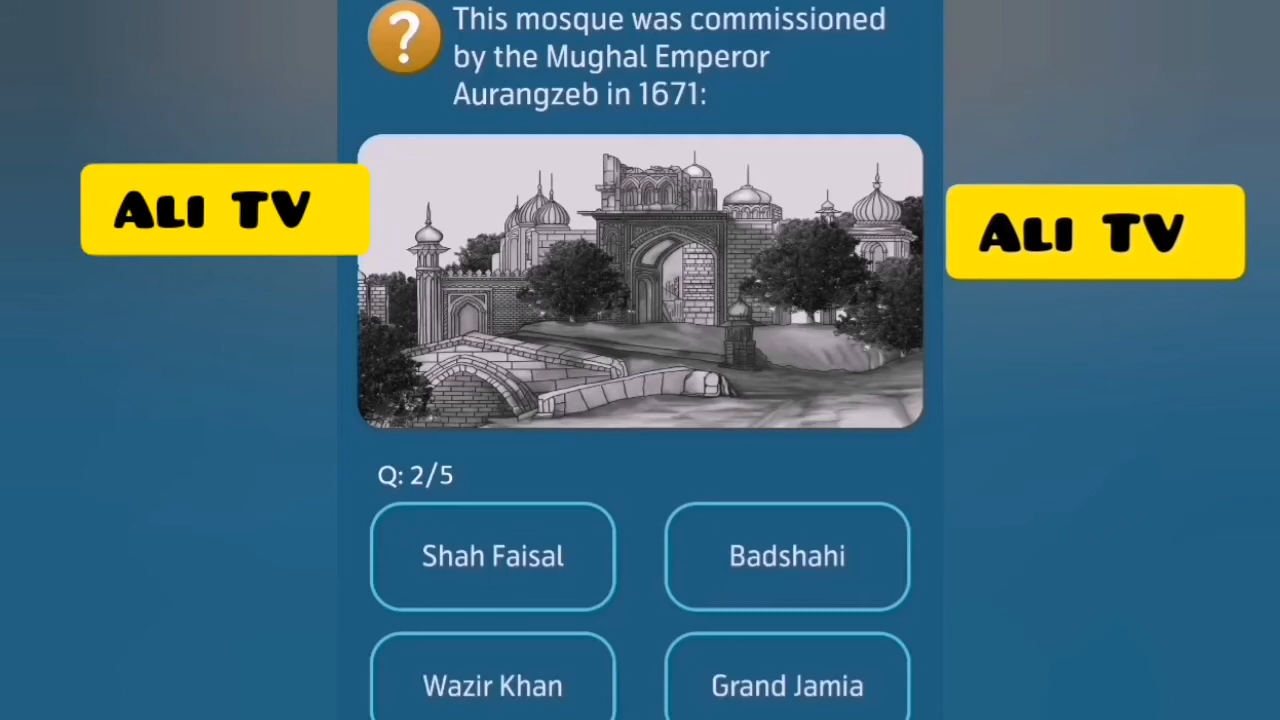 ?
This mosque was commissioned
by the Mughal Emperor
Aurangzeb in 1671:
ALI TV
ALI TV
Q: 2/5
Shah Faisal
Badshahi
Wazir Khan
Grand Jamia